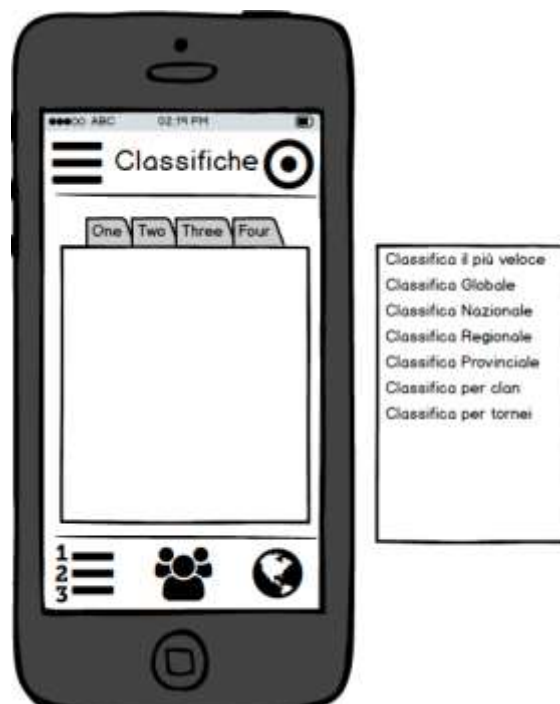 ABC 02:19 PM
Classifiche
One Two Three Four
1
2
3
Classifica il più veloce
Classifica Globale
Classifica Nazionale
Classifica Regionale
Classifica Provinciale
Classifica per clan
Classifica per tornei